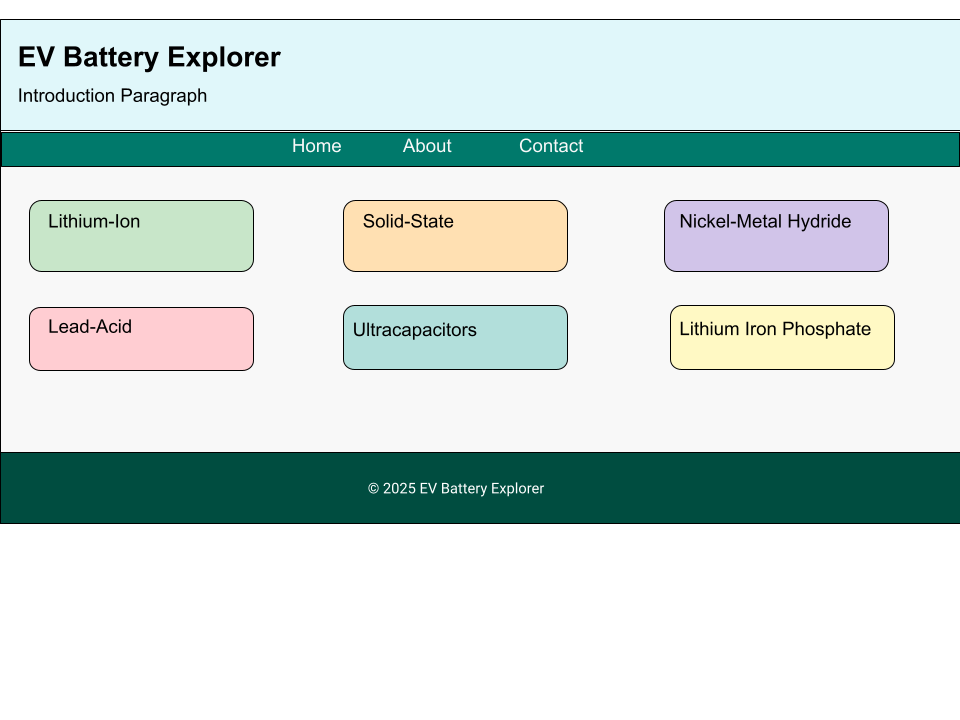 EV Battery Explorer
Introduction Paragraph
Home About Contact
Lithium-Ion
Solid-State
Nickel-Metal Hydride
Lead-Acid
Ultracapacitors
Lithium Iron Phosphate
© 2025 EV Battery Explorer